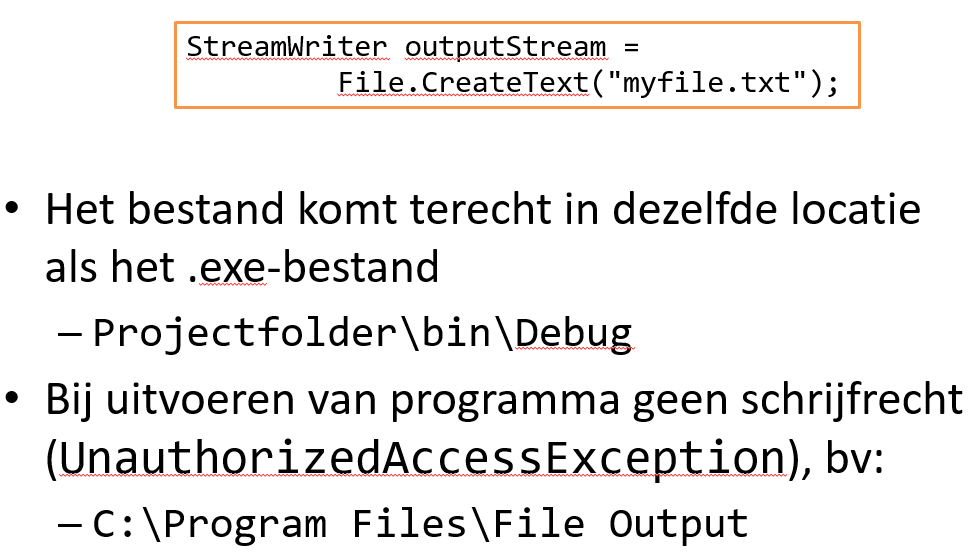 StreamWriter outputStream =
File.CreateText("myfile.txt");
• Het bestand komt terecht in dezelfde locatie
als het .exe-bestand
– Projectfolder\bin\Debug
• Bij uitvoeren van programma geen schrijfrecht
(UnauthorizedAccessException), bv:
– C:\Program Files\File Output